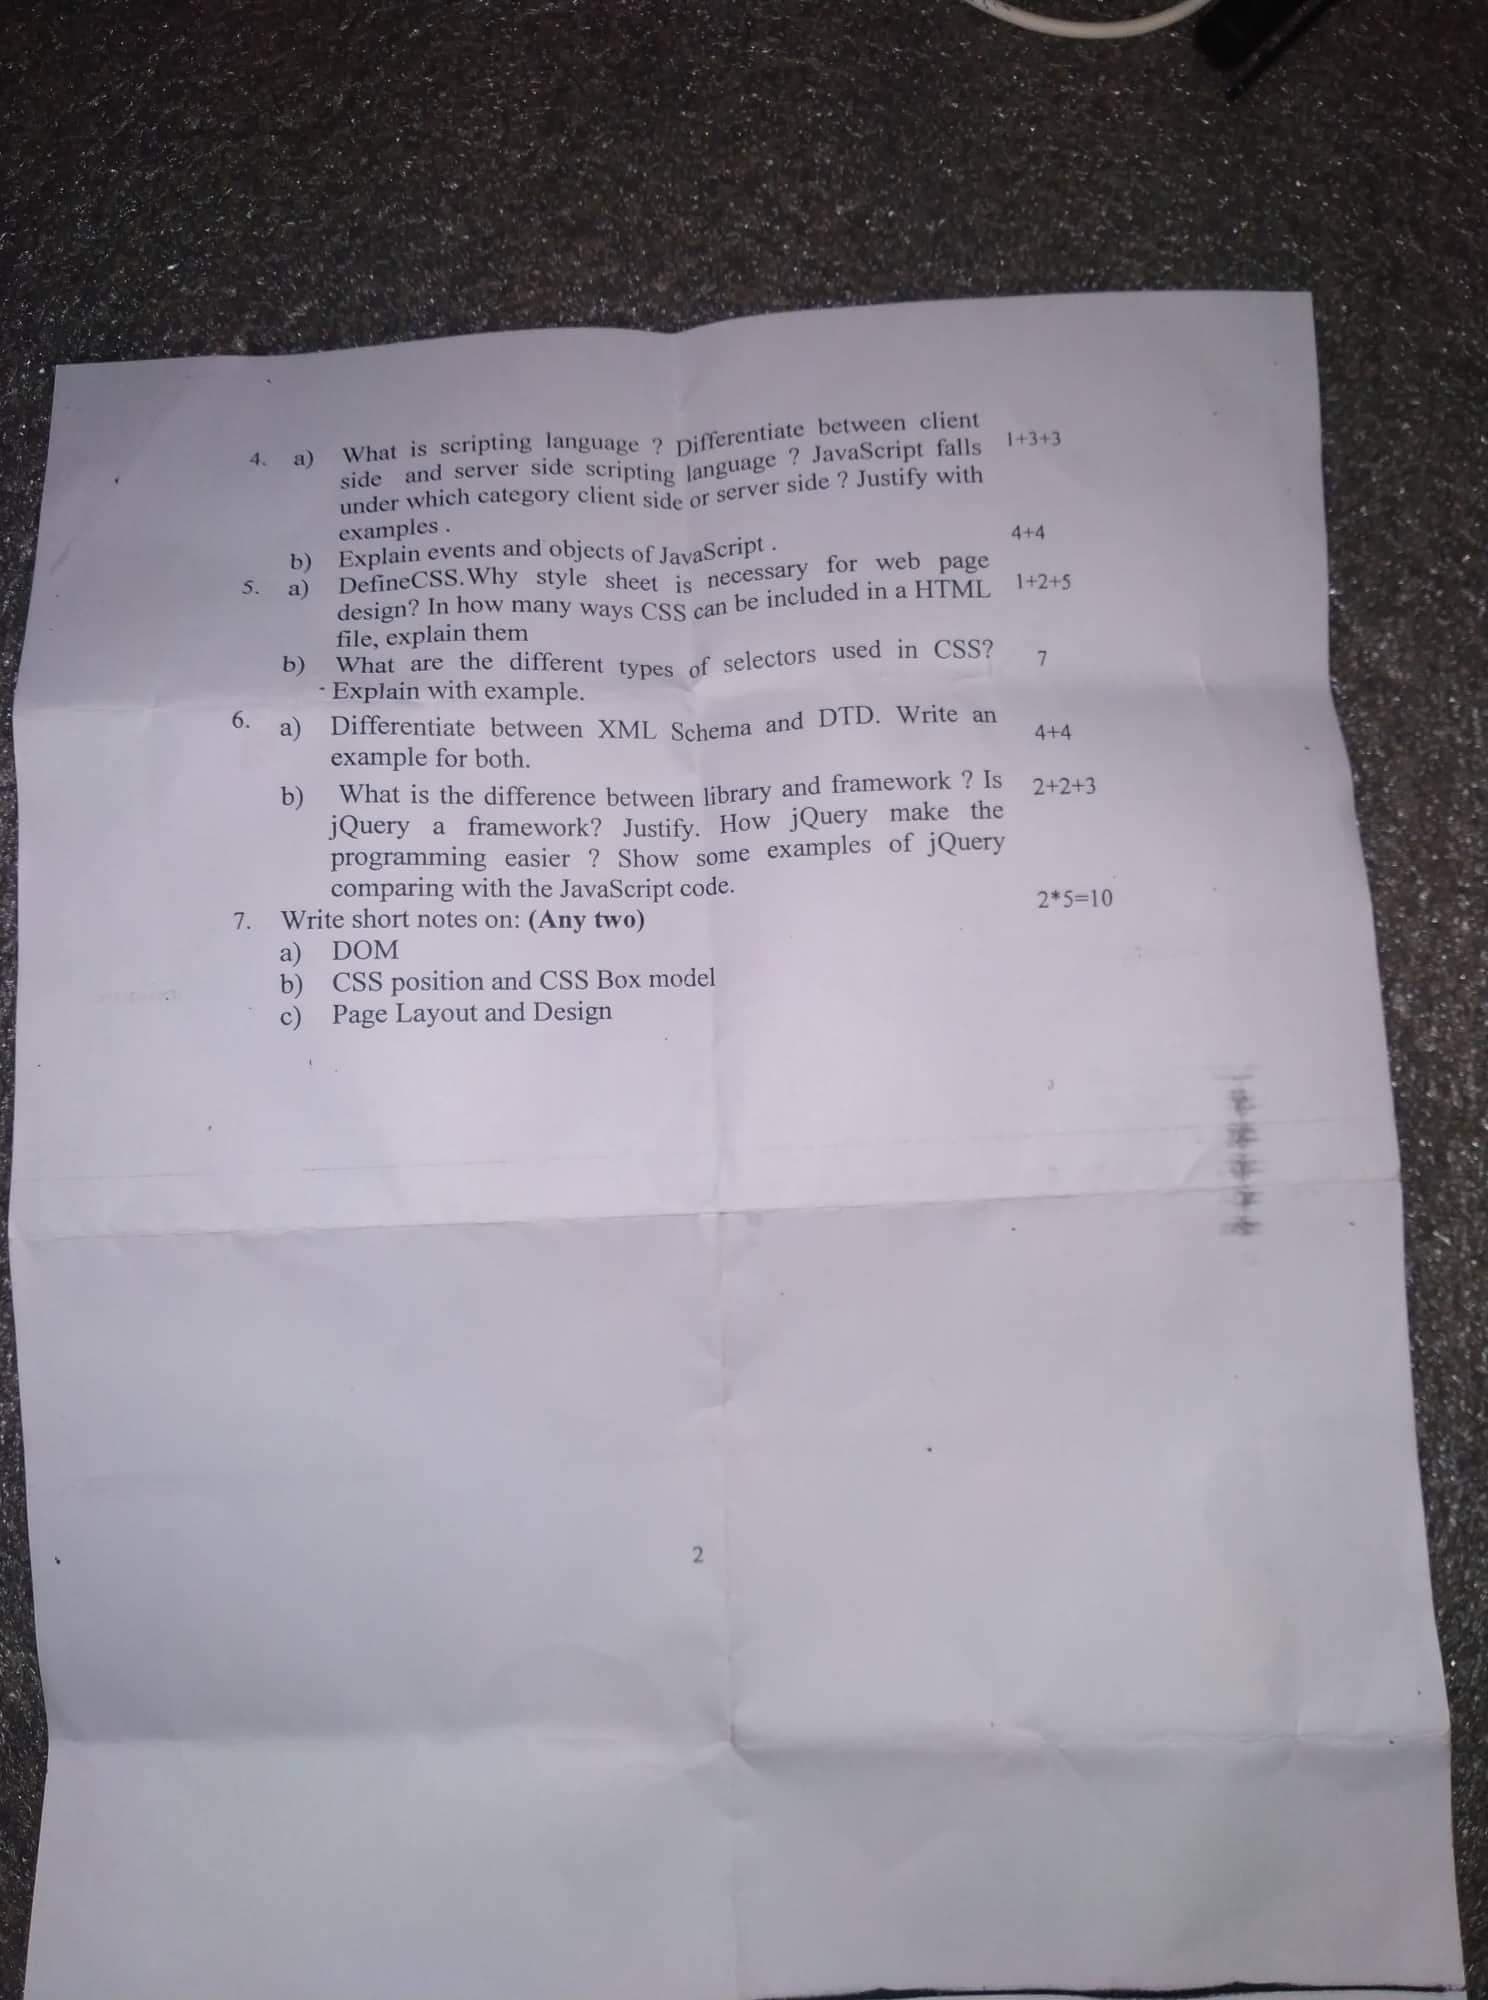 4. a) What is scripting language ? Differentiate between client 1+3+3
side and server side scripting language ? JavaScript falls
under which category client side or server side ? Justify with
examples .
b) Explain events and objects of JavaScript . 4+4
5. a) DefineCSS.Why style sheet is necessary for web page 1+2+5
design? In how many ways CSS can be included in a HTML
file, explain them
b) What are the different types of selectors used in CSS? 7
Explain with example.
6. a) Differentiate between XML Schema and DTD. Write an 4+4
example for both.
b) What is the difference between library and framework ? Is 2+2+3
jQuery a framework? Justify. How jQuery make the
programming easier ? Show some examples of jQuery
comparing with the JavaScript code.
7. Write short notes on: (Any two) 2*5=10
a) DOM
b) CSS position and CSS Box model
c) Page Layout and Design
2